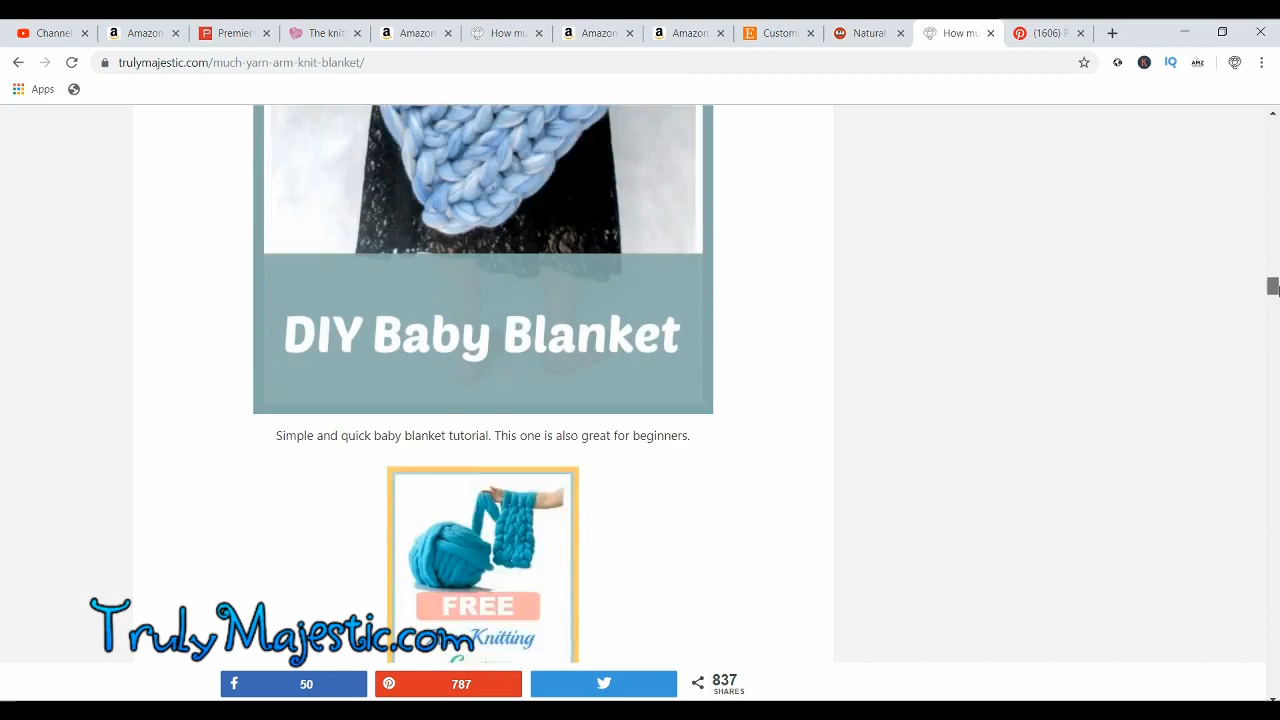 Channel
Amazon
Premier
The knit
Amazon
How mu
Amazon
Amazon
Custom
Natural
How mu
(1606) P
trulymajestic.com/much-yarn-arm-knit-blanket/
K
IQ
Apps
DIY Baby Blanket
Simple and quick baby blanket tutorial. This one is also great for beginners.
FREE
Knitting
TrulyMajestic.com
50
787
837
SHARES